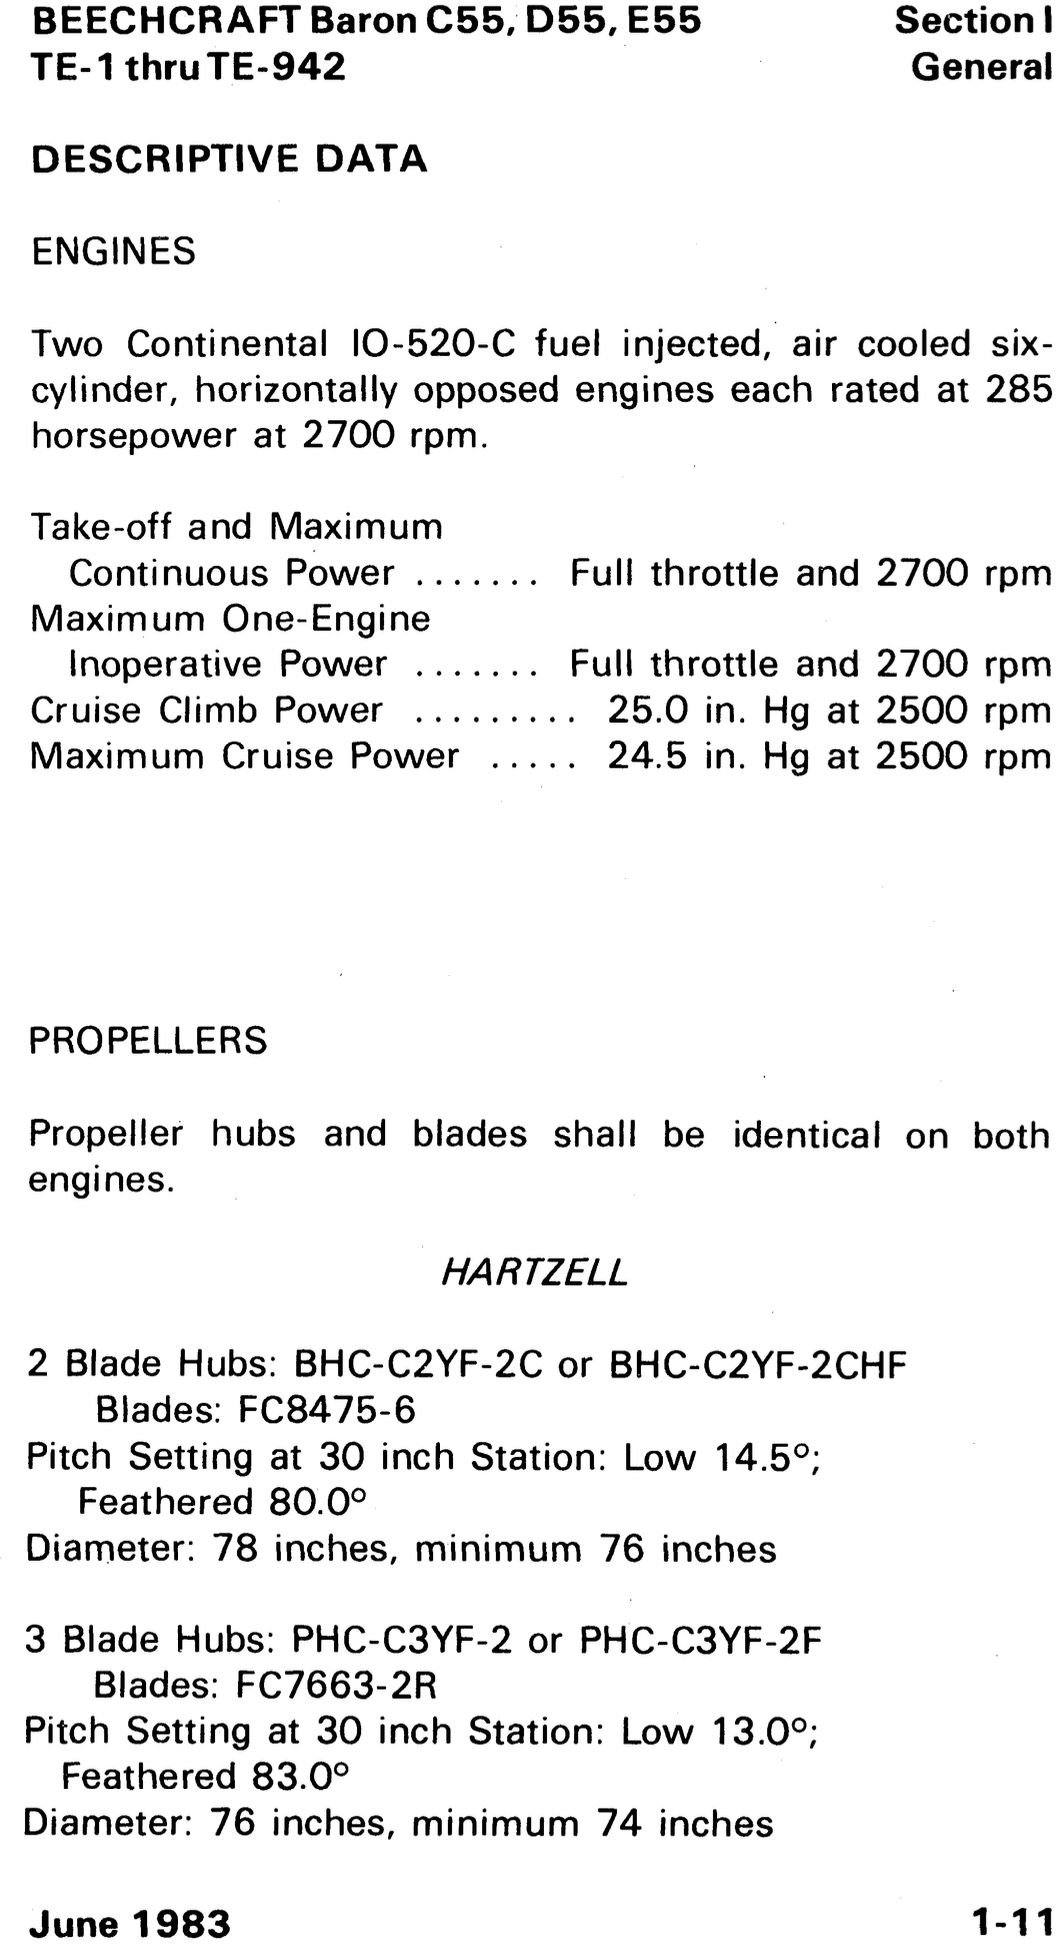 BEECHCRAFT Baron C55, D55, E55 Section I
TE-1 thru TE-942 General
DESCRIPTIVE DATA
ENGINES
Two Continental IO-520-C fuel injected, air cooled six-
cylinder, horizontally opposed engines each rated at 285
horsepower at 2700 rpm.
Take-off and Maximum
Continuous Power ....... Full throttle and 2700 rpm
Maximum One-Engine
Inoperative Power ....... Full throttle and 2700 rpm
Cruise Climb Power ......... 25.0 in. Hg at 2500 rpm
Maximum Cruise Power ..... 24.5 in. Hg at 2500 rpm
PROPELLERS
Propeller hubs and blades shall be identical on both
engines.
HARTZELL
2 Blade Hubs: BHC-C2YF-2C or BHC-C2YF-2CHF
Blades: FC8475-6
Pitch Setting at 30 inch Station: Low 14.5º;
Feathered 80.0º
Diameter: 78 inches, minimum 76 inches
3 Blade Hubs: PHC-C3YF-2 or PHC-C3YF-2F
Blades: FC7663-2R
Pitch Setting at 30 inch Station: Low 13.0º;
Feathered 83.0º
Diameter: 76 inches, minimum 74 inches
June 1983 1-11